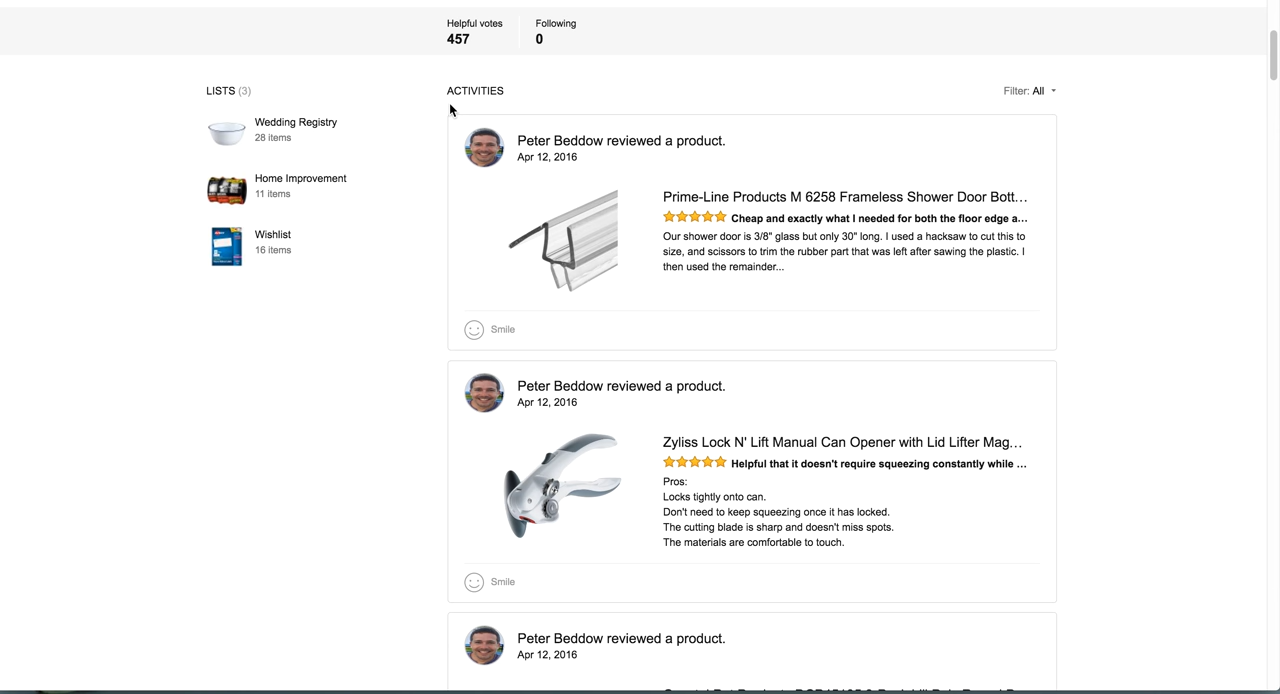 Helpful votes
457
Following
0
LISTS (3)
Wedding Registry
28 items
Home Improvement
11 items
Wishlist
16 items
ACTIVITIES
Filter: All
Peter Beddow reviewed a product.
Apr 12, 2016
Prime-Line Products M 6258 Frameless Shower Door Bott…
Cheap and exactly what I needed for both the floor edge a...
Our shower door is 3/8" glass but only 30" long. I used a hacksaw to cut this to
size, and scissors to trim the rubber part that was left after sawing the plastic. I
then used the remainder...
Smile
Peter Beddow reviewed a product.
Apr 12, 2016
Zyliss Lock N' Lift Manual Can Opener with Lid Lifter Mag…
Helpful that it doesn't require squeezing constantly while ...
Pros:
Locks tightly onto can.
Don't need to keep squeezing once it has locked.
The cutting blade is sharp and doesn't miss spots.
The materials are comfortable to touch.
Smile
Peter Beddow reviewed a product.
Apr 12, 2016